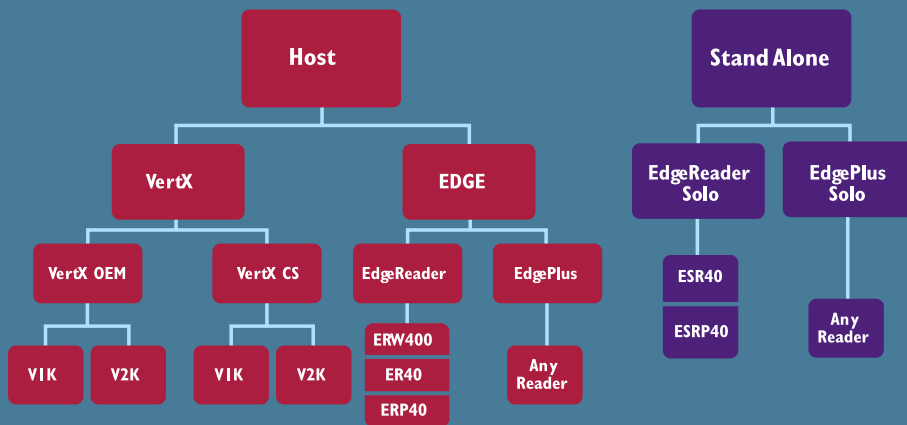 Host
Stand Alone
VertX
EDGE
EdgeReader
Solo
EdgePlus
Solo
VertX OEM
VertX CS
EdgeReader
EdgePlus
ESR40
ESRP40
Any
Reader
V1K
V2K
V1K
V2K
ERW400
ER40
ERP40
Any
Reader